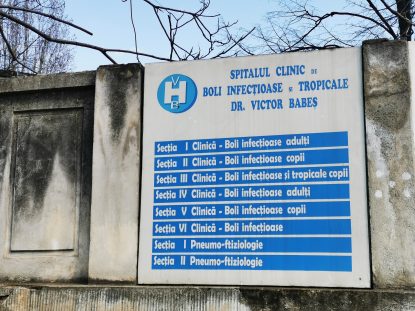 VHB
SPITALUL CLINIC DE
BOLI INFECȚIOASE ȘI TROPICALE
DR. VICTOR BABEȘ
Secția I Clinică - Boli infecțioase adulți
Secția II Clinică - Boli infecțioase copii
Secția III Clinică - Boli infecțioase și tropicale copii
Secția IV Clinică - Boli infecțioase adulți
Secția V Clinică - Boli infecțioase copii
Secția VI Clinică - Boli infecțioase
Secția I Pneumo-ftiziologie
Secția II Pneumo-ftiziologie